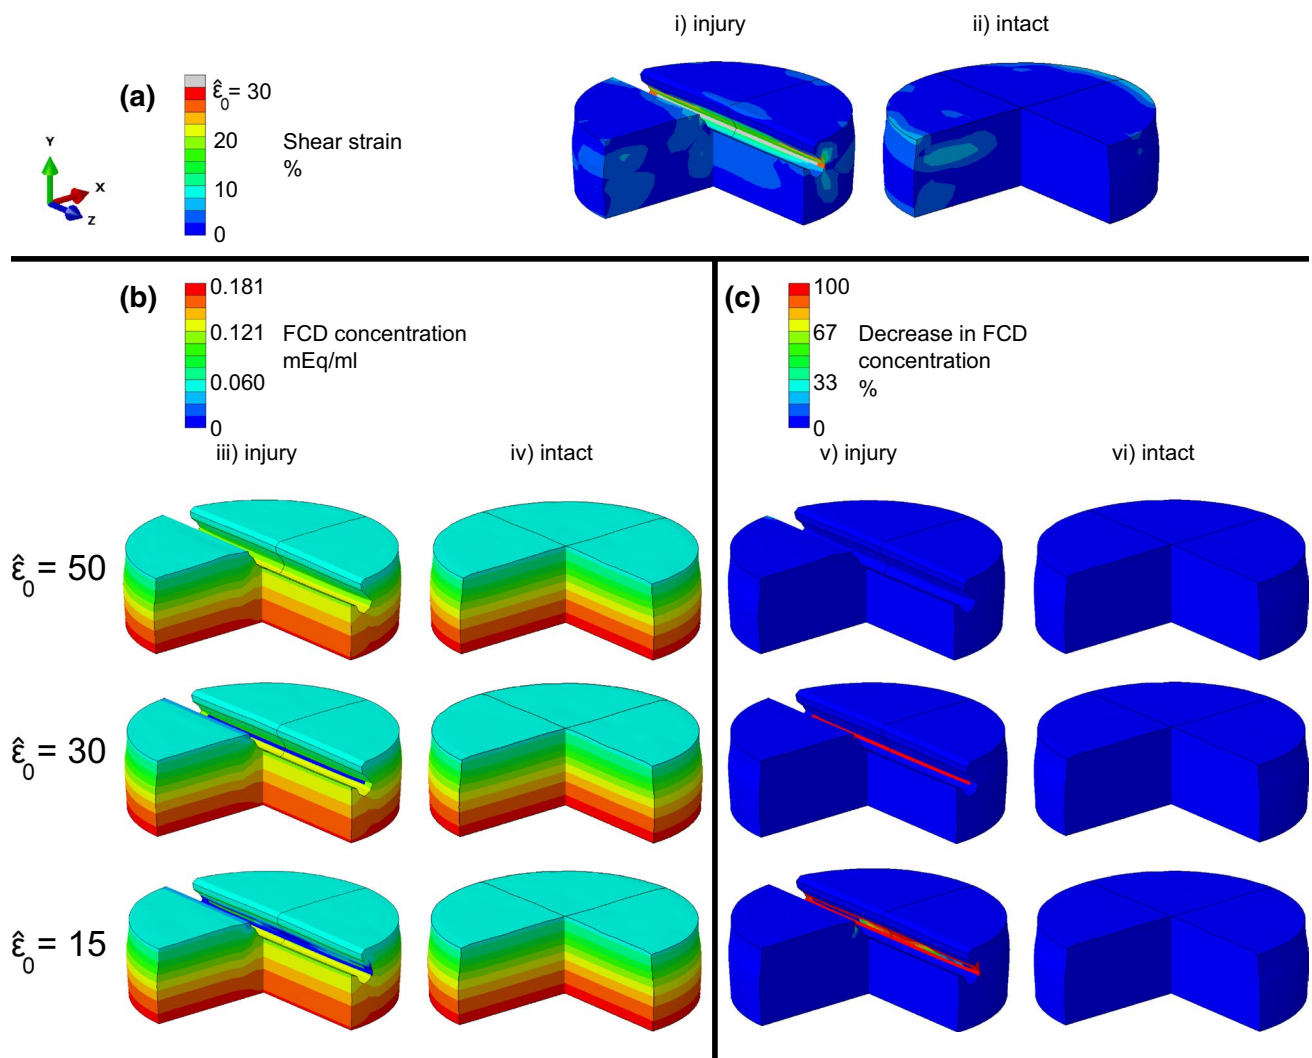 i) injury
ii) intact
(a)
ε̂0 = 30
20
10
0
Shear strain
%
Y
X
Z
(b)
0.181
0.121
0.060
0
FCD concentration
mEq/ml
iii) injury
iv) intact
(c)
100
67
33
0
Decrease in FCD
concentration
%
v) injury
vi) intact
ε̂0 = 50
ε̂0 = 30
ε̂0 = 15